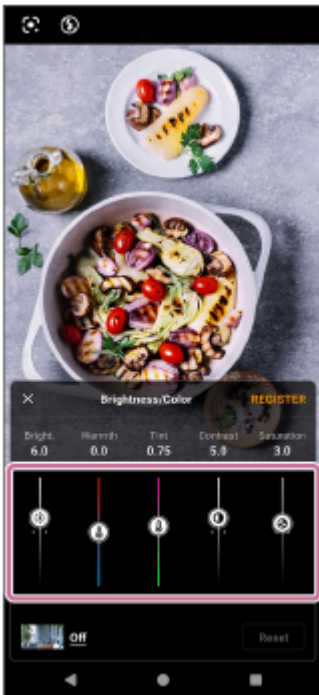 Brightness/Color REGISTER
Bright. Warmth Tint Contrast Saturation
6.0 0.0 0.75 5.0 3.0
Off Reset